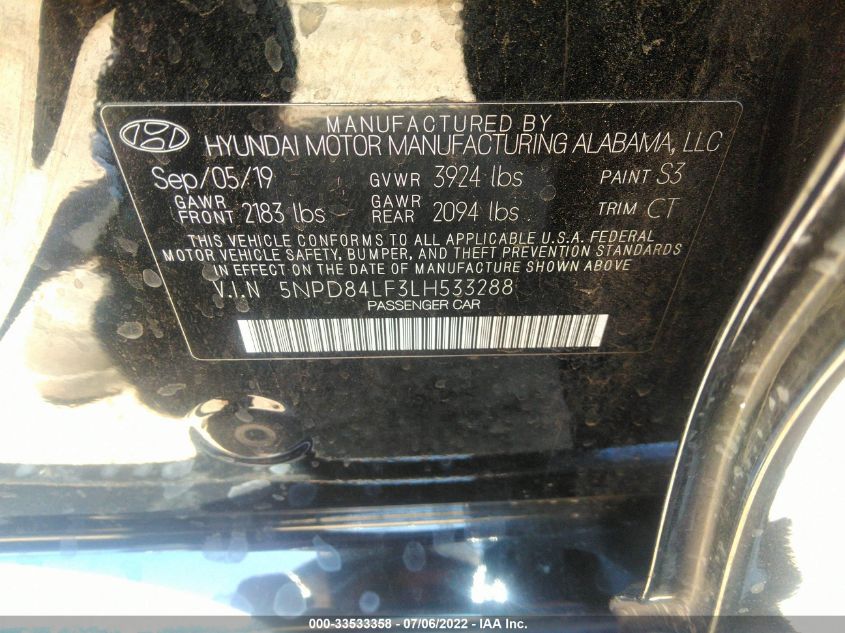 MANUFACTURED BY
HYUNDAI MOTOR MANUFACTURING ALABAMA, LLC
Sep/05/19 GVWR 3924 lbs PAINT S3
GAWR FRONT 2183 lbs GAWR REAR 2094 lbs TRIM CT
THIS VEHICLE CONFORMS TO ALL APPLICABLE U.S.A. FEDERAL
MOTOR VEHICLE SAFETY, BUMPER, AND THEFT PREVENTION STANDARDS
IN EFFECT ON THE DATE OF MANUFACTURE SHOWN ABOVE
V.I.N 5NPD84LF3LH533288
PASSENGER CAR
000-33533358 - 07/06/2022 - IAA Inc.